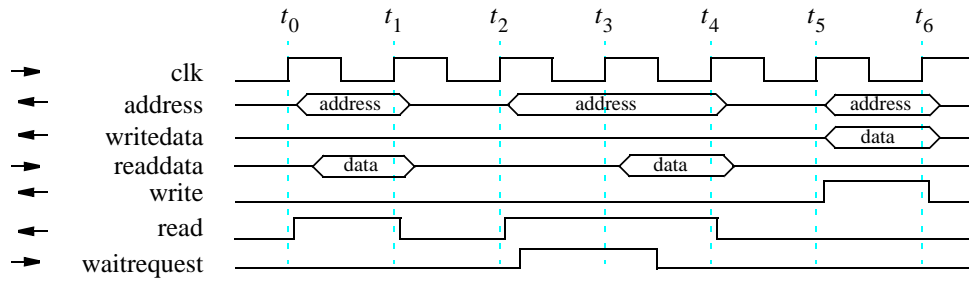 t0 t1 t2 t3 t4 t5 t6
clk
address address address address
writedata data
readdata data data
write
read
waitrequest